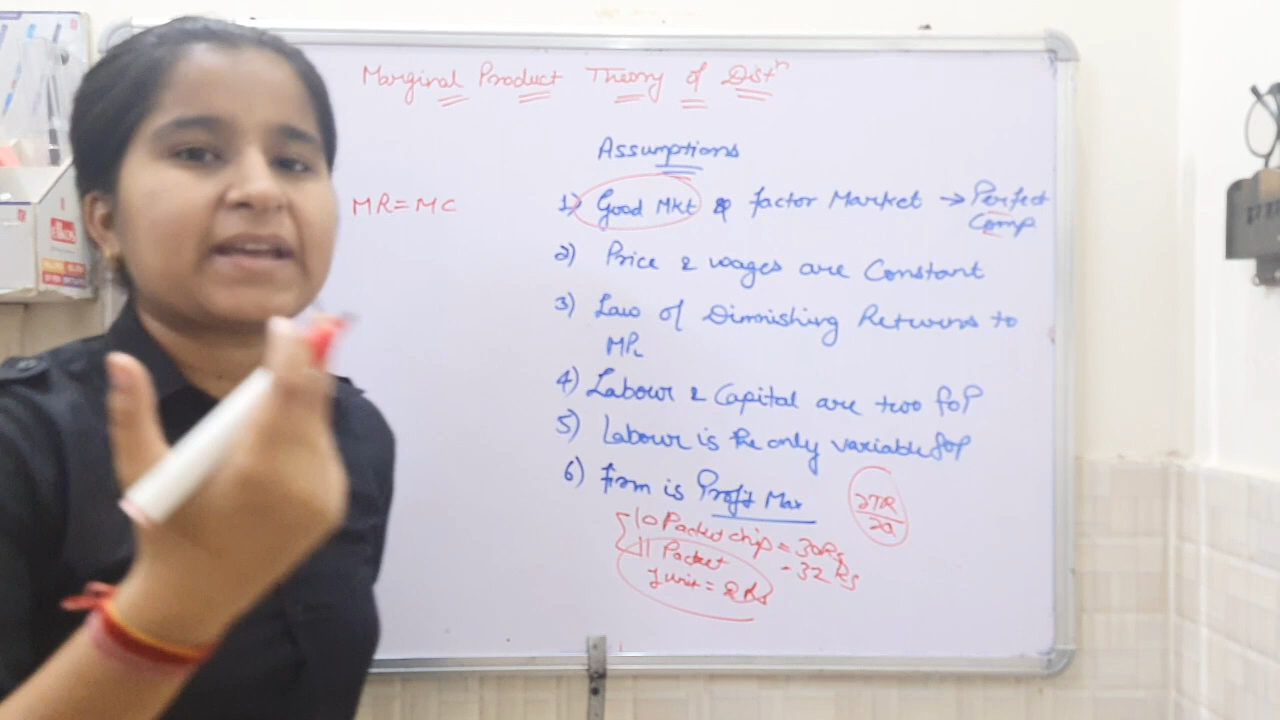 Marginal Product Theory of Distⁿ
Assumptions
MR = MC
1) Good Mkt & factor Market → Perfect
Comp
2) Price & wages are Constant
3) Law of Diminishing Returns to
MPL
4) Labour & Capital are two FOP
5) Labour is the only variable FOP
6) Firm is Profit Max
∂TR
∂Q
10 Packet chip = 30Rs
11 Packet - 32 Rs
1 unit = 2 Rs